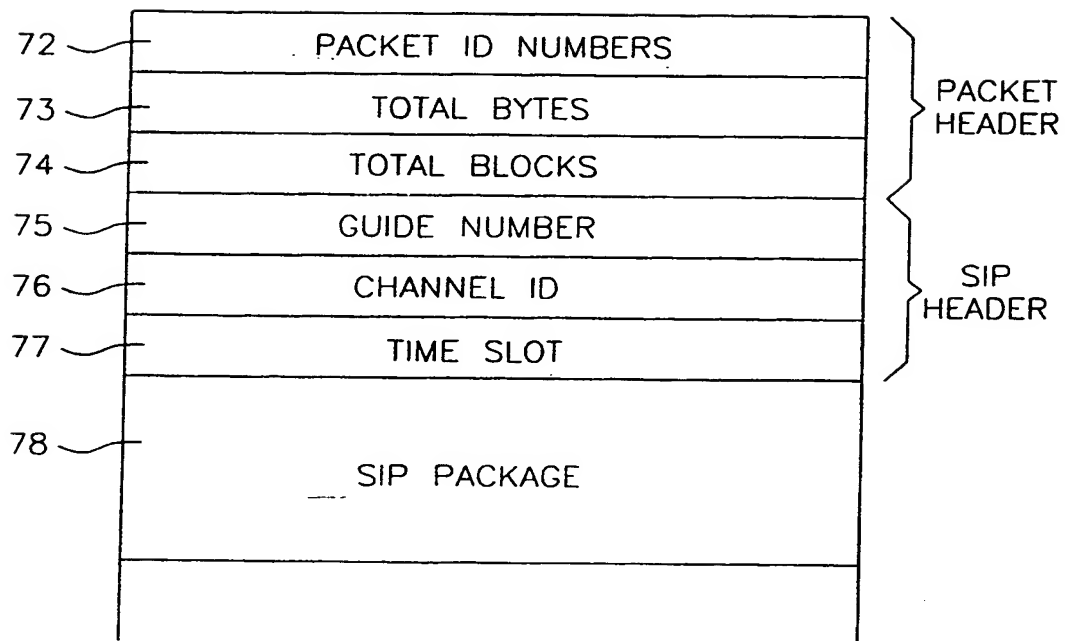 72 PACKET ID NUMBERS
73 TOTAL BYTES
74 TOTAL BLOCKS
PACKET
HEADER
75 GUIDE NUMBER
76 CHANNEL ID
77 TIME SLOT
SIP
HEADER
78 SIP PACKAGE